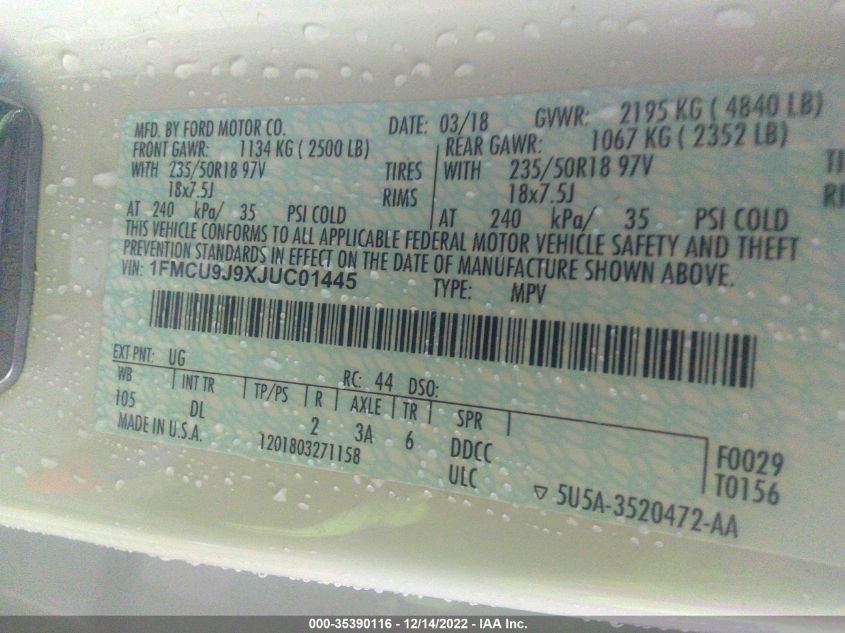 MFD. BY FORD MOTOR CO. DATE: 03/18 GVWR: 2195 KG ( 4840 LB)
FRONT GAWR: 1134 KG ( 2500 LB) REAR GAWR: 1067 KG ( 2352 LB)
WITH 235/50R18 97V TIRES WITH 235/50R18 97V TI
18x7.5J RIMS 18x7.5J RI
AT 240 kPa/ 35 PSI COLD AT 240 kPa/ 35 PSI COLD
THIS VEHICLE CONFORMS TO ALL APPLICABLE FEDERAL MOTOR VEHICLE SAFETY AND THEFT
PREVENTION STANDARDS IN EFFECT ON THE DATE OF MANUFACTURE SHOWN ABOVE.
VIN: 1FMCU9J9XJUC01445 TYPE: MPV
EXT PNT: UG RC: 44 DSO:
WB INT TR TP/PS R AXLE TR SPR
105 DL 2 3A 6 DDCC F0029
MADE IN U.S.A. 1201803271158 ULC T0156
▽ 5U5A-3520472-AA
000-35390116 - 12/14/2022 - IAA Inc.